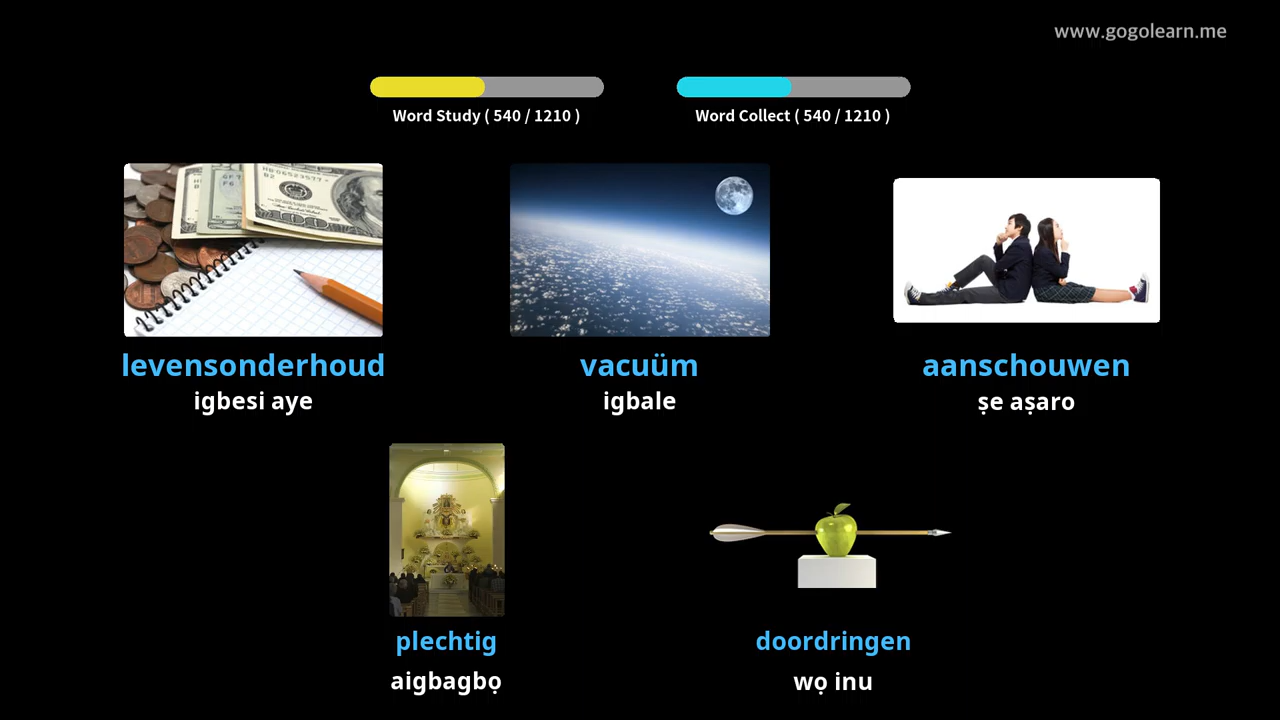 www.gogolearn.me
Word Study ( 540 / 1210 )
Word Collect ( 540 / 1210 )
levensonderhoud
igbesi aye
vacuüm
igbale
aanschouwen
ṣe aṣaro
plechtig
aigbagbọ
doordringen
wọ inu